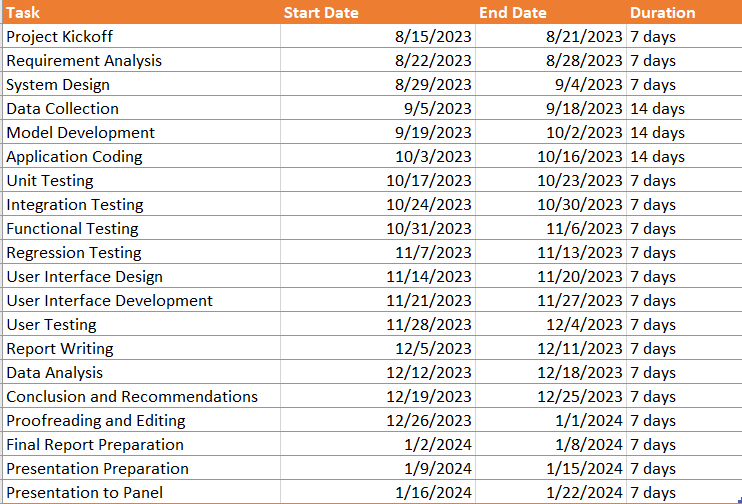 Task Start Date End Date Duration
Project Kickoff 8/15/2023 8/21/2023 7 days
Requirement Analysis 8/22/2023 8/28/2023 7 days
System Design 8/29/2023 9/4/2023 7 days
Data Collection 9/5/2023 9/18/2023 14 days
Model Development 9/19/2023 10/2/2023 14 days
Application Coding 10/3/2023 10/16/2023 14 days
Unit Testing 10/17/2023 10/23/2023 7 days
Integration Testing 10/24/2023 10/30/2023 7 days
Functional Testing 10/31/2023 11/6/2023 7 days
Regression Testing 11/7/2023 11/13/2023 7 days
User Interface Design 11/14/2023 11/20/2023 7 days
User Interface Development 11/21/2023 11/27/2023 7 days
User Testing 11/28/2023 12/4/2023 7 days
Report Writing 12/5/2023 12/11/2023 7 days
Data Analysis 12/12/2023 12/18/2023 7 days
Conclusion and Recommendations 12/19/2023 12/25/2023 7 days
Proofreading and Editing 12/26/2023 1/1/2024 7 days
Final Report Preparation 1/2/2024 1/8/2024 7 days
Presentation Preparation 1/9/2024 1/15/2024 7 days
Presentation to Panel 1/16/2024 1/22/2024 7 days